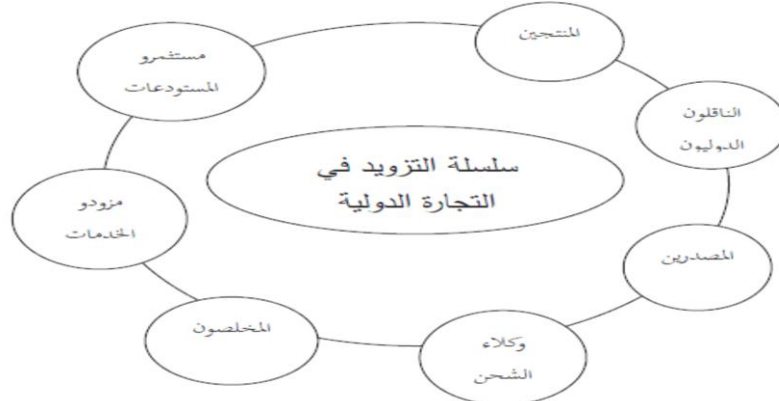 المنتجين
مستثمرو
المستودعات
الناقلون
الدوليون
سلسلة التزويد في
التجارة الدولية
مزودو
الخدمات
المصدرين
المخلصون
وكلاء
الشحن